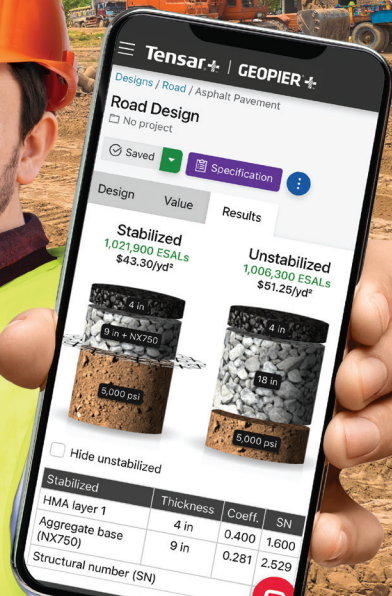 Tensar. | GEOPIER
Designs / Road / Asphalt Pavement
Road Design
No project
Saved
Specification
Design Value Results
Stabilized
1,021,900 ESALs
$43.30/yd²
Unstabilized
1,006,300 ESALs
$51.25/yd²
4 in
9 in + NX750
5,000 psi
4 in
18 in
5,000 psi
Hide unstabilized
Stabilized Thickness Coeff. SN
HMA layer 1 4 in 0.400 1.600
Aggregate base (NX750) 9 in 0.281 2.529
Structural number (SN)